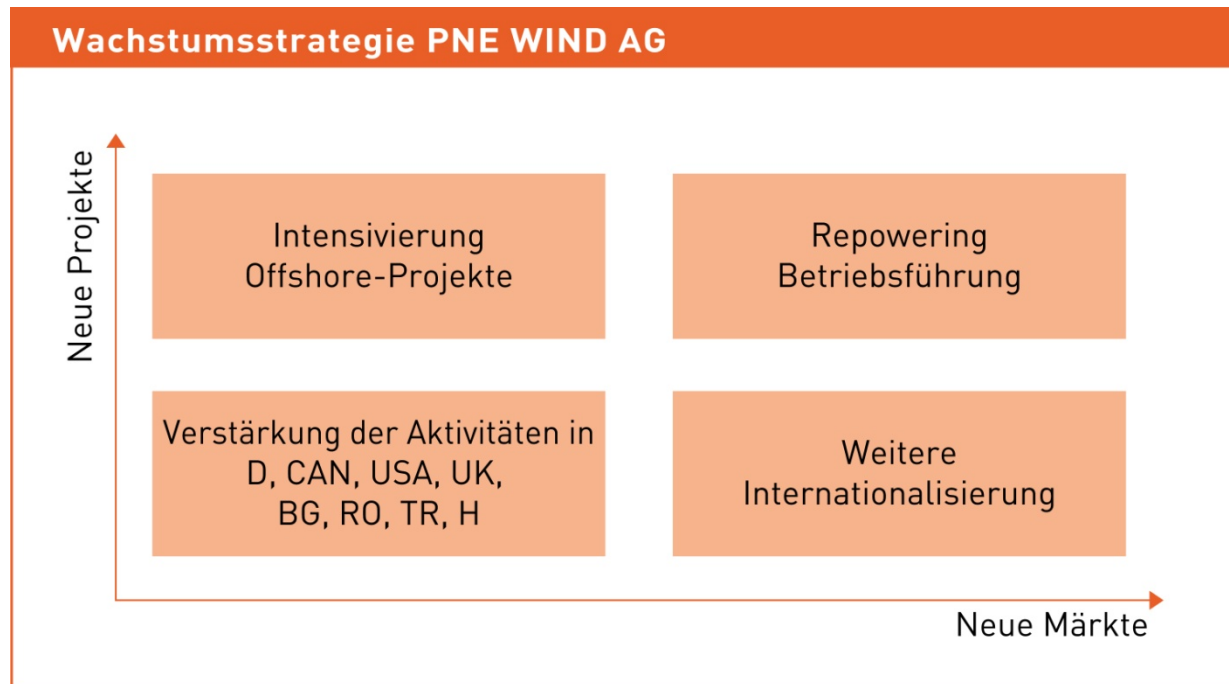 Wachstumsstrategie PNE WIND AG
Neue Projekte
Intensivierung
Offshore-Projekte
Repowering
Betriebsführung
Verstärkung der Aktivitäten in
D, CAN, USA, UK,
BG, RO, TR, H
Weitere
Internationalisierung
Neue Märkte